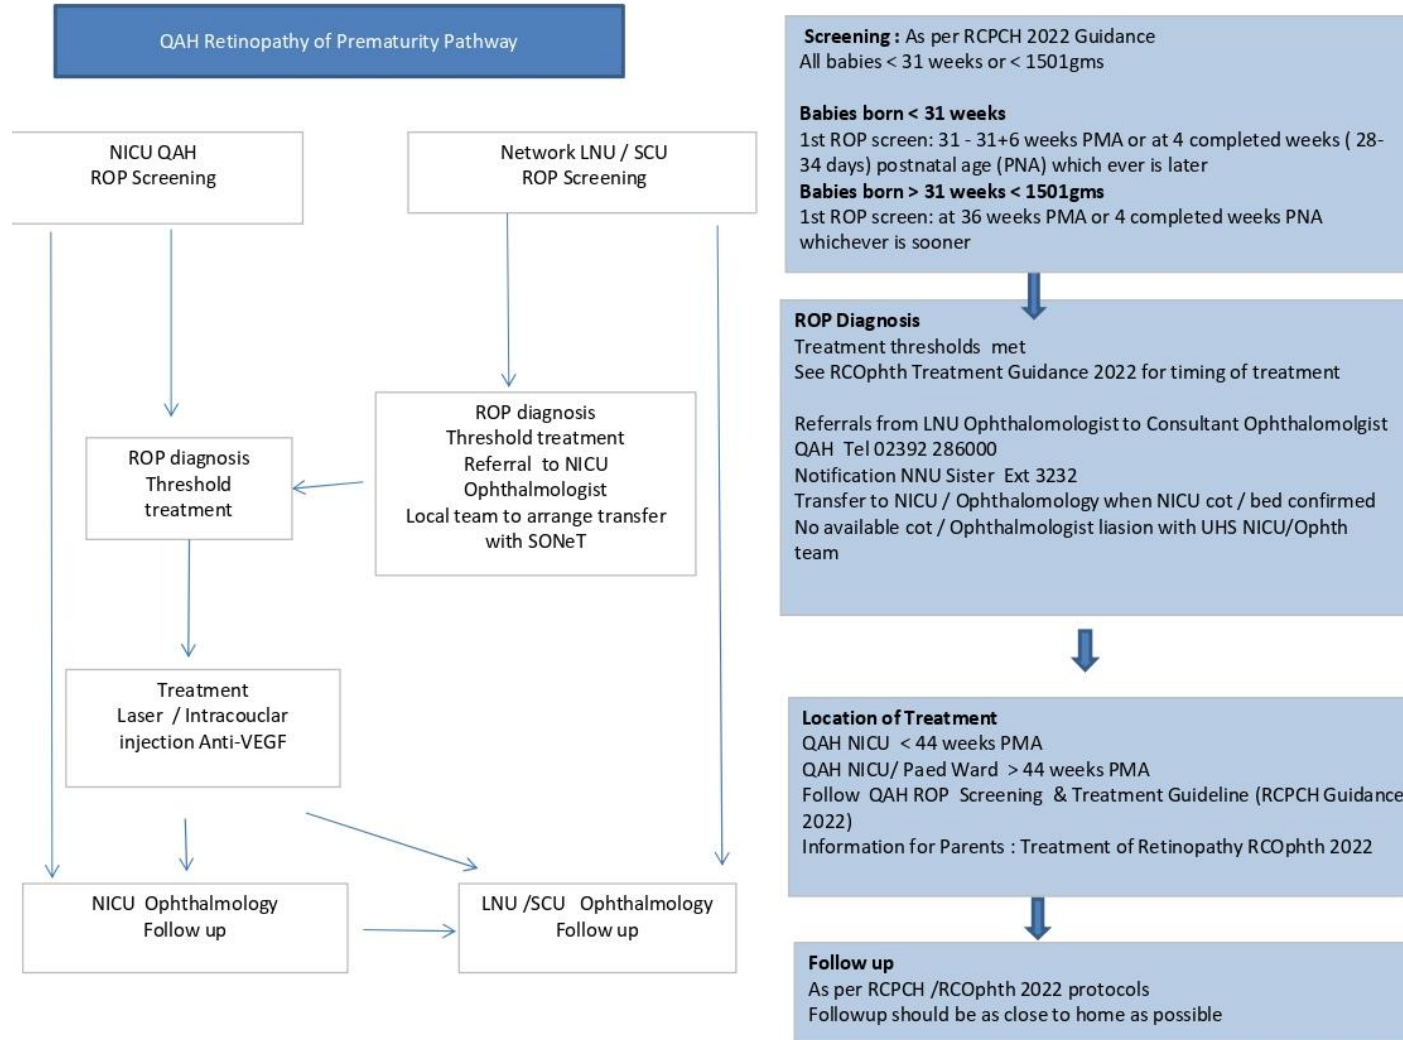 QAH Retinopathy of Prematurity Pathway
NICU QAH
ROP Screening
Network LNU / SCU
ROP Screening
ROP diagnosis
Threshold
treatment
ROP diagnosis
Threshold treatment
Referral to NICU
Ophthalmologist
Local team to arrange transfer
with SONeT
Treatment
Laser / Intracouclar
injection Anti-VEGF
NICU Ophthalmology
Follow up
LNU /SCU Ophthalmology
Follow up
Screening : As per RCPCH 2022 Guidance
All babies < 31 weeks or < 1501gms
Babies born < 31 weeks
1st ROP screen: 31 - 31+6 weeks PMA or at 4 completed weeks ( 28-
34 days) postnatal age (PNA) which ever is later
Babies born > 31 weeks < 1501gms
1st ROP screen: at 36 weeks PMA or 4 completed weeks PNA
whichever is sooner
ROP Diagnosis
Treatment thresholds met
See RCOphth Treatment Guidance 2022 for timing of treatment
Referrals from LNU Ophthalomologist to Consultant Ophthalomolgist
QAH Tel 02392 286000
Notification NNU Sister Ext 3232
Transfer to NICU / Ophthalomology when NICU cot / bed confirmed
No available cot / Ophthalmologist liasion with UHS NICU/Ophth
team
Location of Treatment
QAH NICU < 44 weeks PMA
QAH NICU/ Paed Ward > 44 weeks PMA
Follow QAH ROP Screening & Treatment Guideline (RCPCH Guidance
2022)
Information for Parents : Treatment of Retinopathy RCOphth 2022
Follow up
As per RCPCH /RCOphth 2022 protocols
Followup should be as close to home as possible